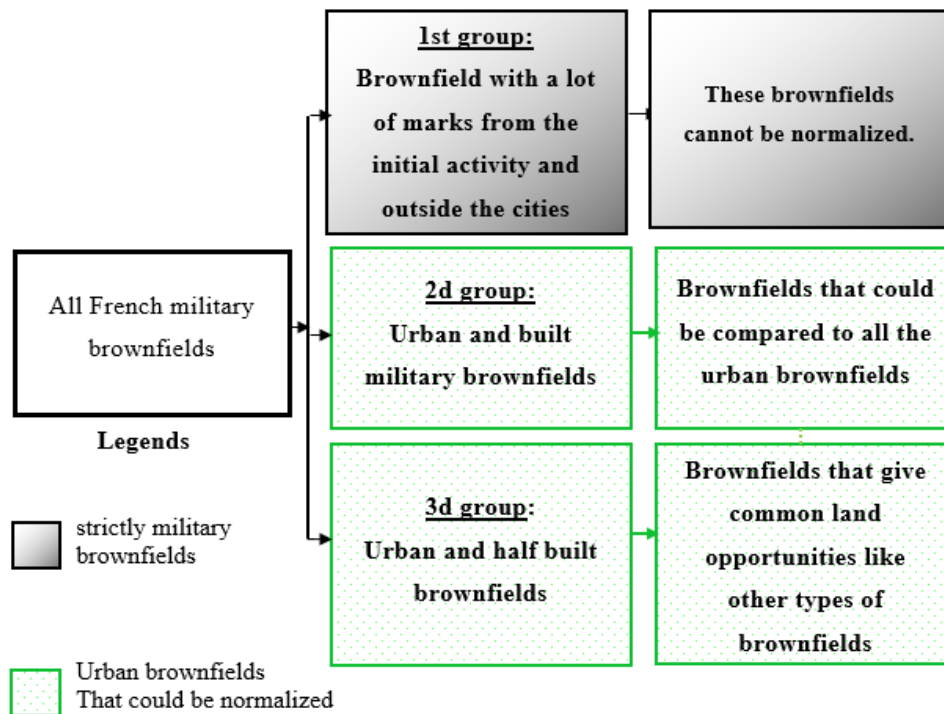 1st group:
Brownfield with a lot
of marks from the
initial activity and
outside the cities
These brownfields
cannot be normalized.
All French military
brownfields
2d group:
Urban and built
military brownfields
Brownfields that could
be compared to all the
urban brownfields
Legends
3d group:
Urban and half built
brownfields
Brownfields that give
common land
opportunities like
other types of
brownfields
strictly military
brownfields
Urban brownfields
That could be normalized